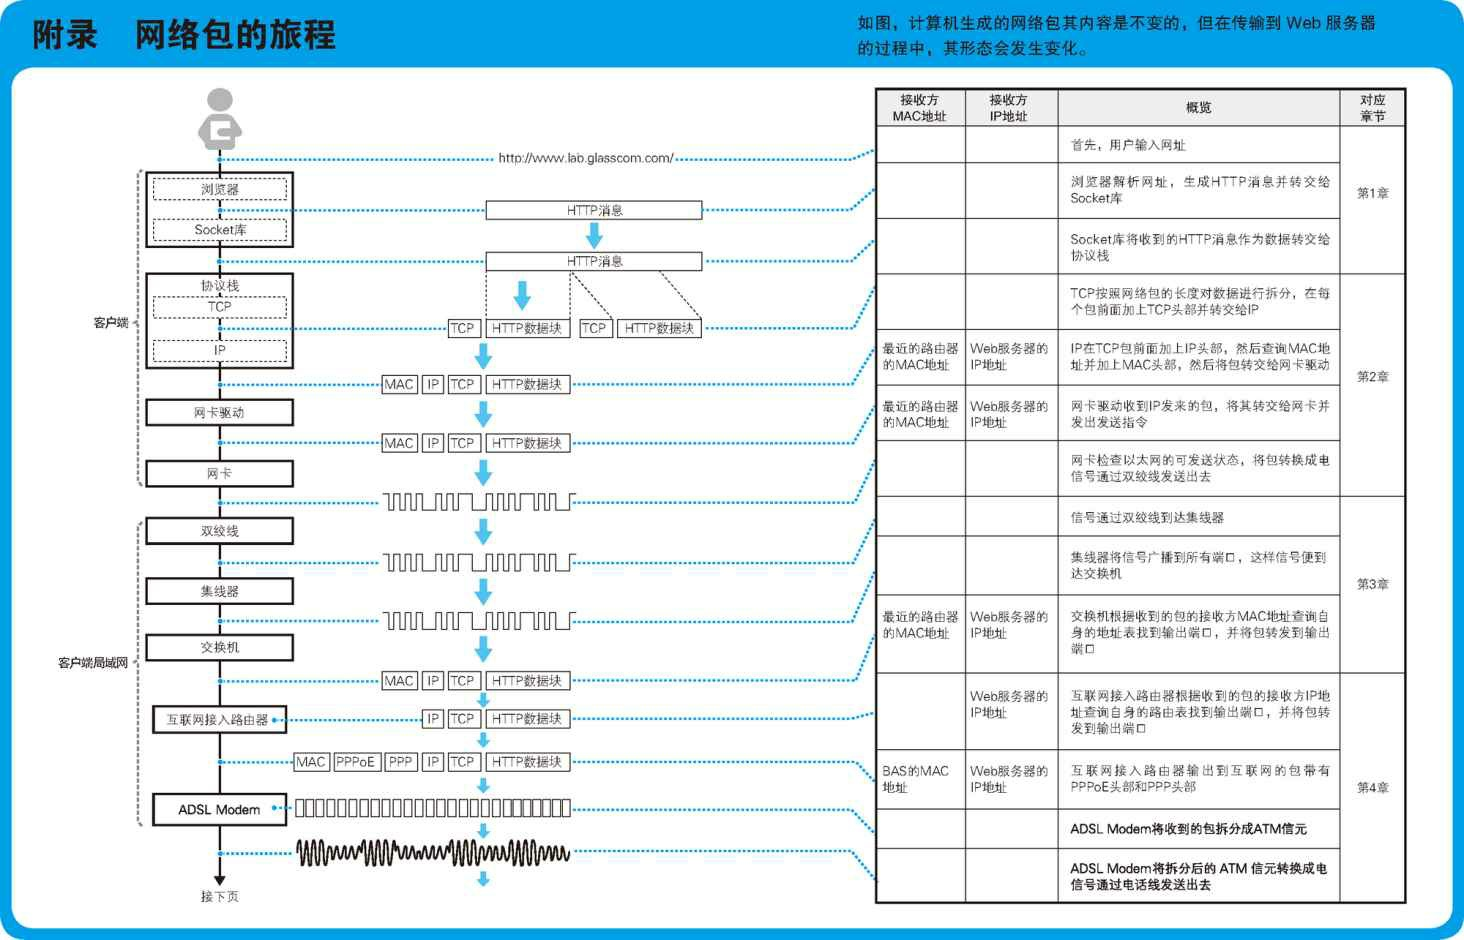 附录 网络包的旅程
如图，计算机生成的网络包其内容是不变的，但在传输到 Web 服务器
的过程中，其形态会发生变化。
http://www.lab.glasscom.com/
客户端
浏览器
Socket库
HTTP消息
HTTP消息
协议栈
TCP
IP
TCP HTTP数据块 TCP HTTP数据块
MAC IP TCP HTTP数据块
网卡驱动
MAC IP TCP HTTP数据块
网卡
客户端局域网
双绞线
集线器
交换机
MAC IP TCP HTTP数据块
互联网接入路由器
IP TCP HTTP数据块
MAC PPPoE PPP IP TCP HTTP数据块
ADSL Modem
接下页
接收方
MAC地址
接收方
IP地址
概览
对应
章节
首先，用户输入网址
浏览器解析网址，生成HTTP消息并转交给
Socket库
第1章
Socket库将收到的HTTP消息作为数据转交给
协议栈
TCP按照网络包的长度对数据进行拆分，在每
个包前面加上TCP头部并转交给IP
最近的路由器
的MAC地址
Web服务器的
IP地址
IP在TCP包前面加上IP头部，然后查询MAC地
址并加上MAC头部，然后将包转交给网卡驱动
第2章
最近的路由器
的MAC地址
Web服务器的
IP地址
网卡驱动收到IP发来的包，将其转交给网卡并
发出发送指令
网卡检查以太网的可发送状态，将包转换成电
信号通过双绞线发送出去
信号通过双绞线到达集线器
集线器将信号广播到所有端口，这样信号便到
达交换机
第3章
最近的路由器
的MAC地址
Web服务器的
IP地址
交换机根据收到的包的接收方MAC地址查询自
身的地址表找到输出端口，并将包转发到输出
端口
Web服务器的
IP地址
互联网接入路由器根据收到的包的接收方IP地
址查询自身的路由表找到输出端口，并将包转
发到输出端口
BAS的MAC
地址
Web服务器的
IP地址
互联网接入路由器输出到互联网的包带有
PPPoE头部和PPP头部
第4章
ADSL Modem将收到的包拆分成ATM信元
ADSL Modem将拆分后的 ATM 信元转换成电
信号通过电话线发送出去